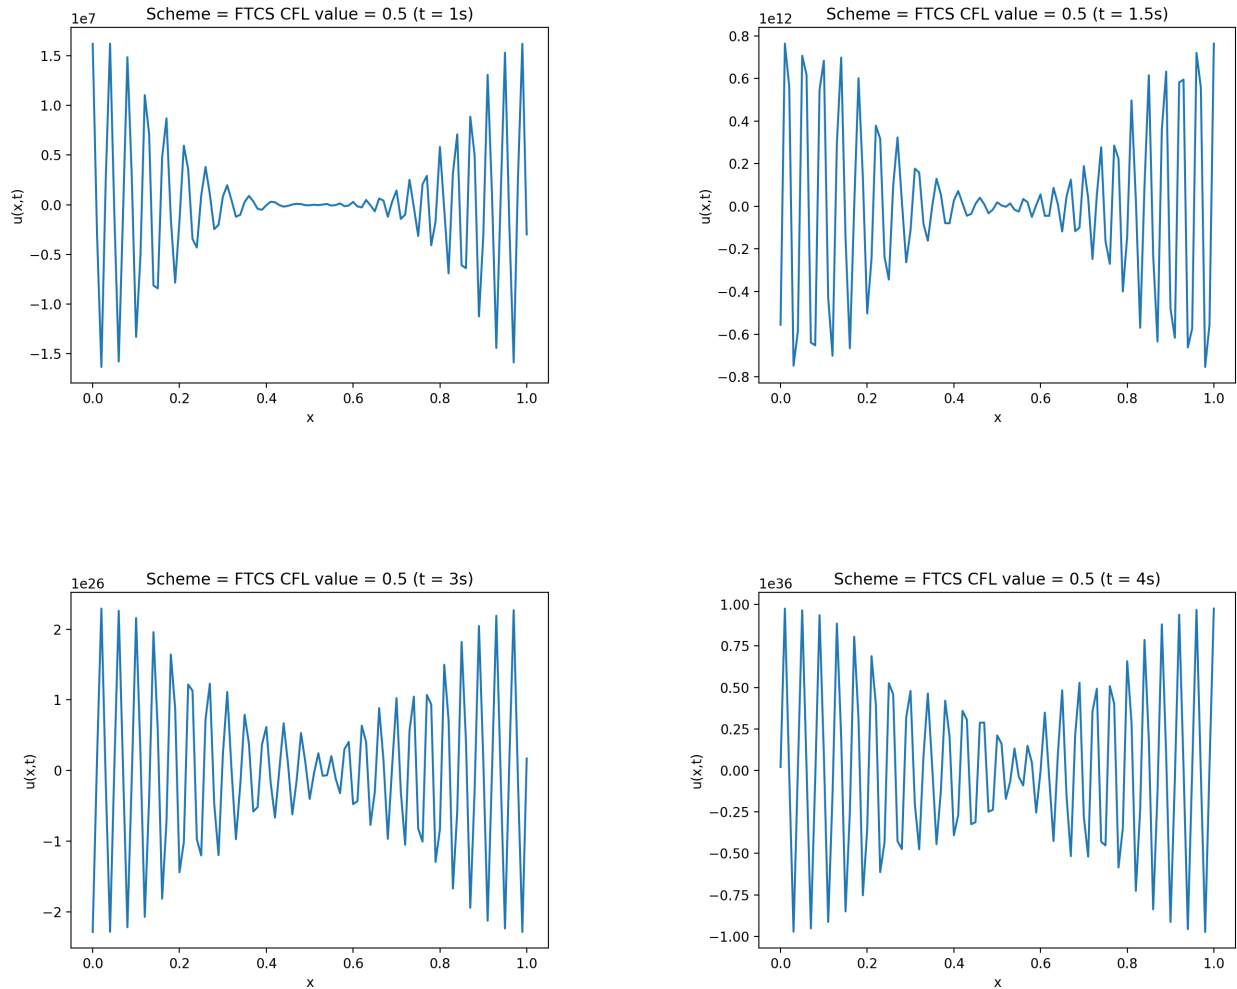 Scheme = FTCS CFL value = 0.5 (t = 1s)
1e7
1.5
1.0
0.5
0.0
−0.5
−1.0
−1.5
u(x,t)
0.0 0.2 0.4 0.6 0.8 1.0
x
Scheme = FTCS CFL value = 0.5 (t = 1.5s)
1e12
0.8
0.6
0.4
0.2
0.0
−0.2
−0.4
−0.6
−0.8
u(x,t)
0.0 0.2 0.4 0.6 0.8 1.0
x
Scheme = FTCS CFL value = 0.5 (t = 3s)
1e26
2
1
0
−1
−2
u(x,t)
0.0 0.2 0.4 0.6 0.8 1.0
x
Scheme = FTCS CFL value = 0.5 (t = 4s)
1e36
1.00
0.75
0.50
0.25
0.00
−0.25
−0.50
−0.75
−1.00
u(x,t)
0.0 0.2 0.4 0.6 0.8 1.0
x